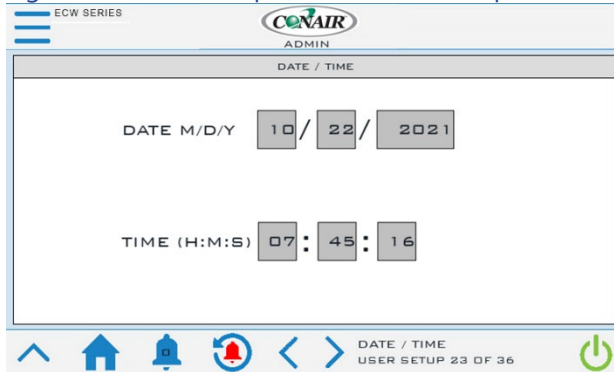 ECW SERIES
CONAIR
ADMIN
DATE / TIME
DATE M/D/Y 10/ 22/ 2021
TIME (H:M:S) 07: 45: 16
0
DATE / TIME
USER SETUP 23 OF 36